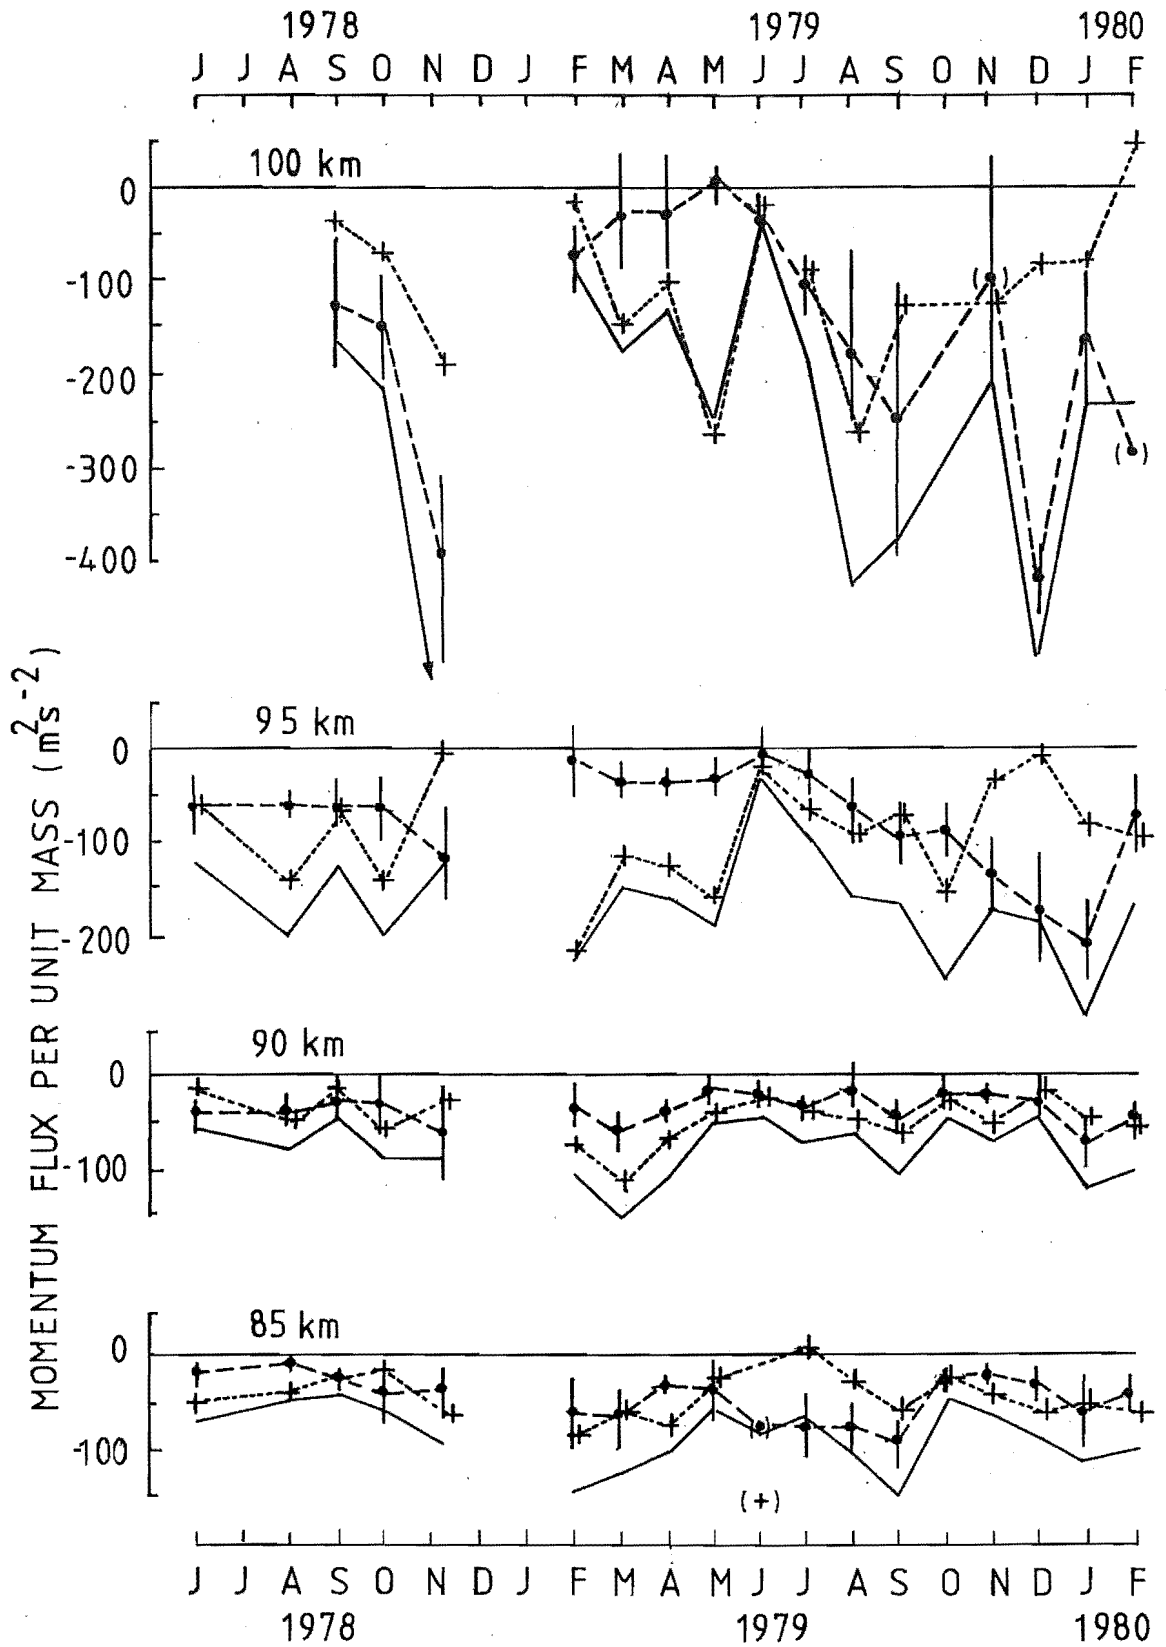 1978 1979 1980
J J A S O N D J F M A M J J A S O N D J F
100 km
0
-100
-200
-300
-400
95 km
0
-100
-200
90 km
0
-100
85 km
0
-100
(+)
MOMENTUM FLUX PER UNIT MASS (m²s⁻²)
J J A S O N D J F M A M J J A S O N D J F
1978 1979 1980